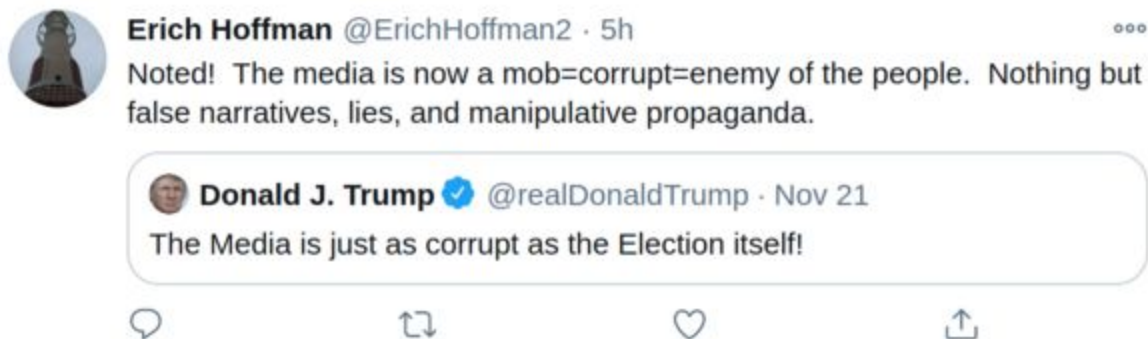 Erich Hoffman @ErichHoffman2 · 5h
Noted!  The media is now a mob=corrupt=enemy of the people.  Nothing but
false narratives, lies, and manipulative propaganda.
Donald J. Trump @realDonaldTrump · Nov 21
The Media is just as corrupt as the Election itself!